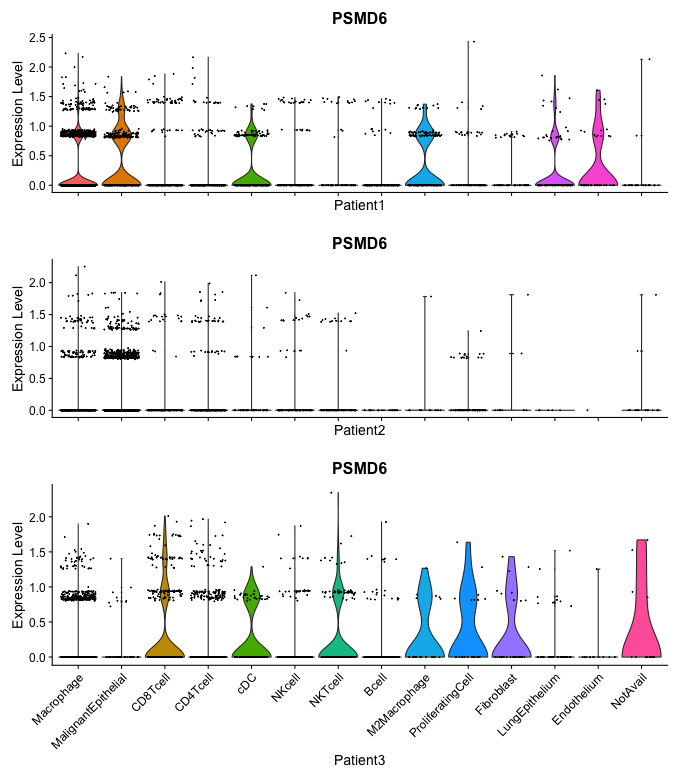 PSMD6
Expression Level
2.5
2.0
1.5
1.0
0.5
0.0
Patient1
PSMD6
Expression Level
2.0
1.5
1.0
0.5
0.0
Patient2
PSMD6
Expression Level
2.0
1.5
1.0
0.5
0.0
Macrophage
MalignantEpithelial
CD8Tcell
CD4Tcell
cDC
NKcell
NKTcell
Bcell
M2Macrophage
ProliferatingCell
Fibroblast
LungEpithelium
Endothelium
NotAvail
Patient3